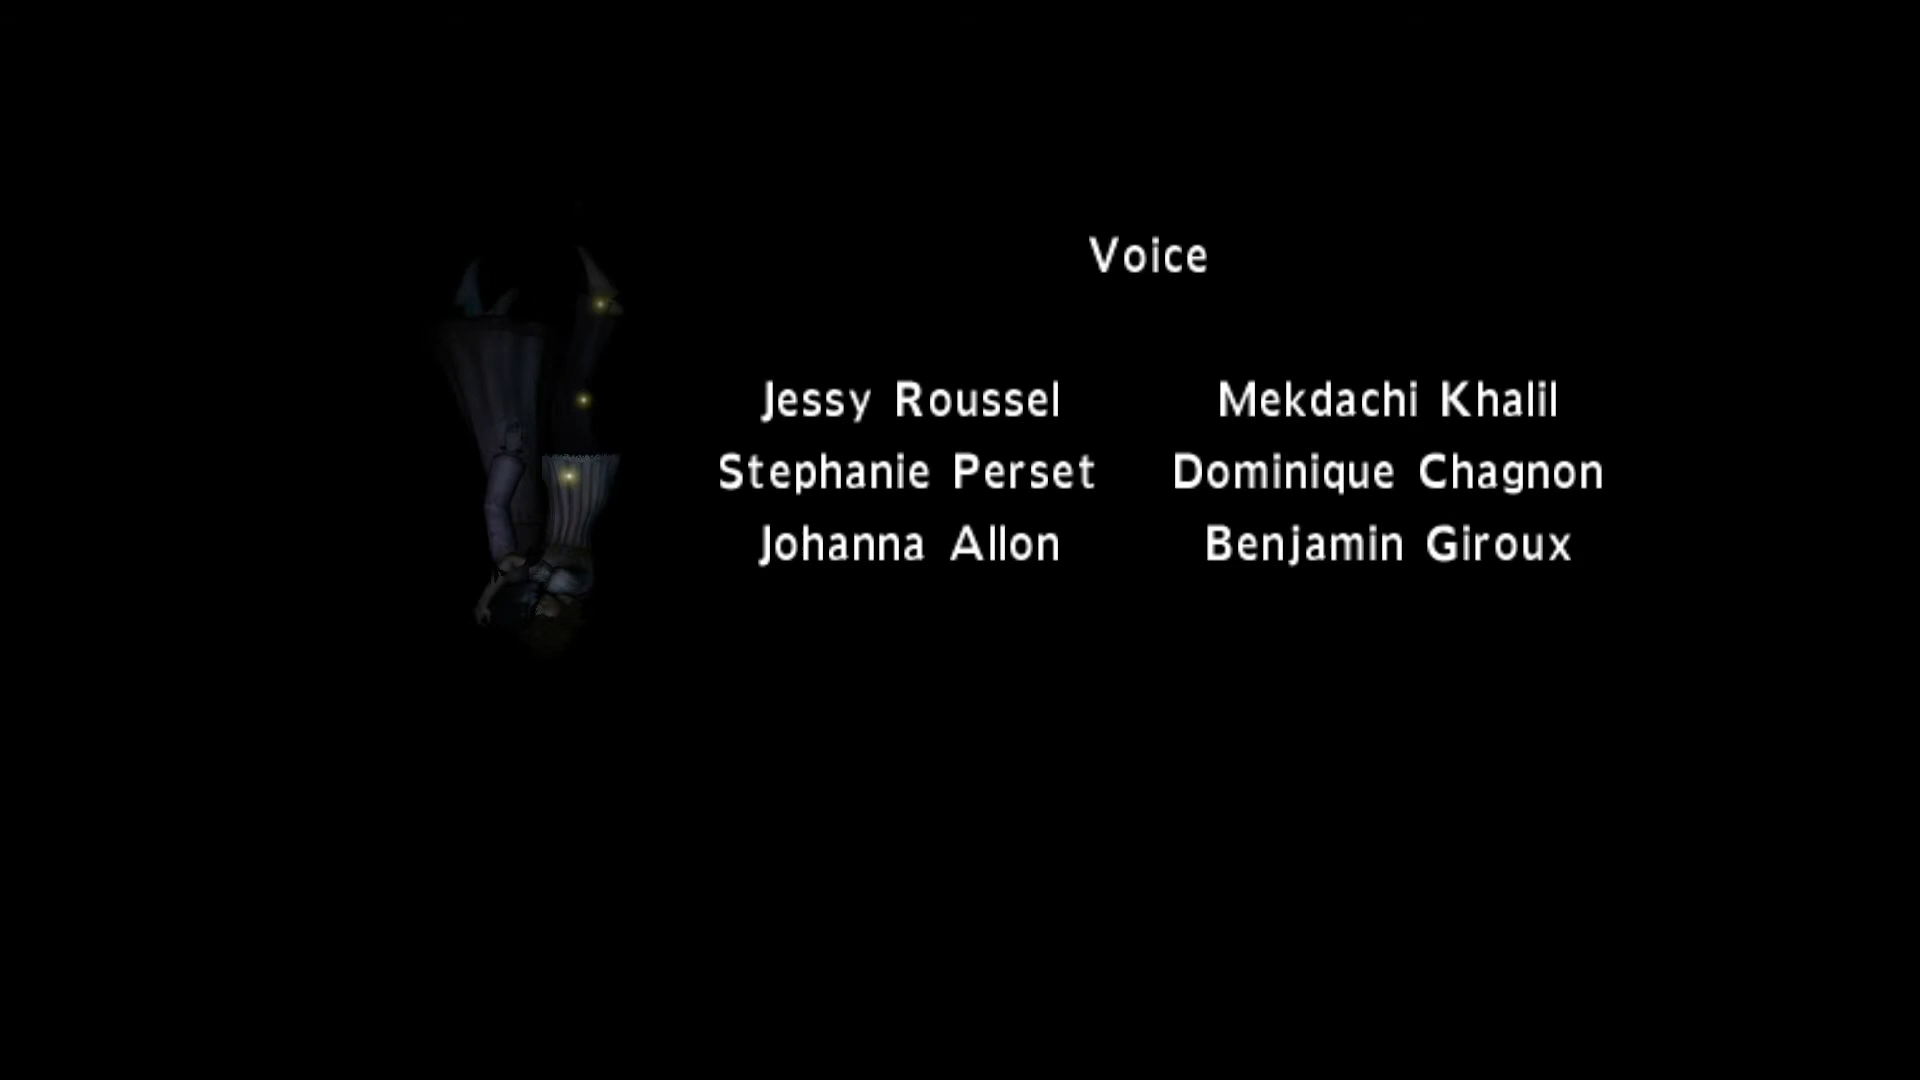 Voice
Jessy Roussel Mekdachi Khalil
Stephanie Perset Dominique Chagnon
Johanna Allon Benjamin Giroux